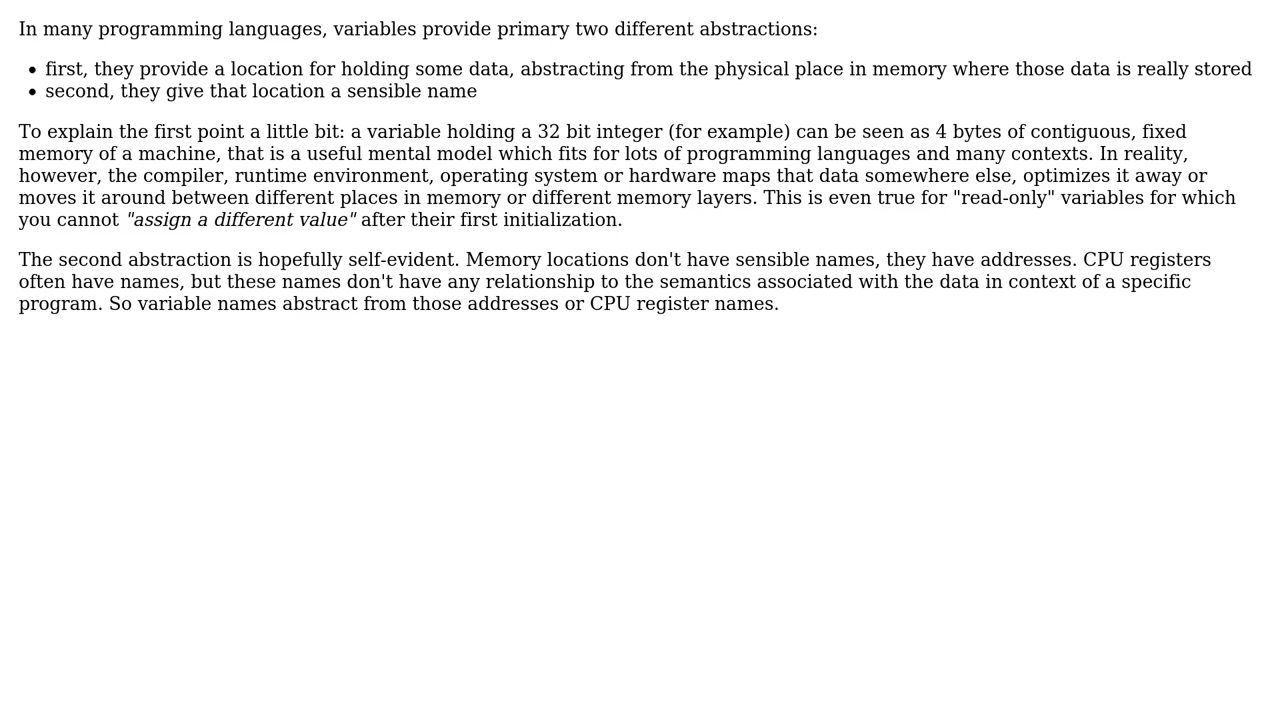 In many programming languages, variables provide primary two different abstractions:
• first, they provide a location for holding some data, abstracting from the physical place in memory where those data is really stored
• second, they give that location a sensible name
To explain the first point a little bit: a variable holding a 32 bit integer (for example) can be seen as 4 bytes of contiguous, fixed
memory of a machine, that is a useful mental model which fits for lots of programming languages and many contexts. In reality,
however, the compiler, runtime environment, operating system or hardware maps that data somewhere else, optimizes it away or
moves it around between different places in memory or different memory layers. This is even true for "read-only" variables for which
you cannot "assign a different value" after their first initialization.
The second abstraction is hopefully self-evident. Memory locations don't have sensible names, they have addresses. CPU registers
often have names, but these names don't have any relationship to the semantics associated with the data in context of a specific
program. So variable names abstract from those addresses or CPU register names.